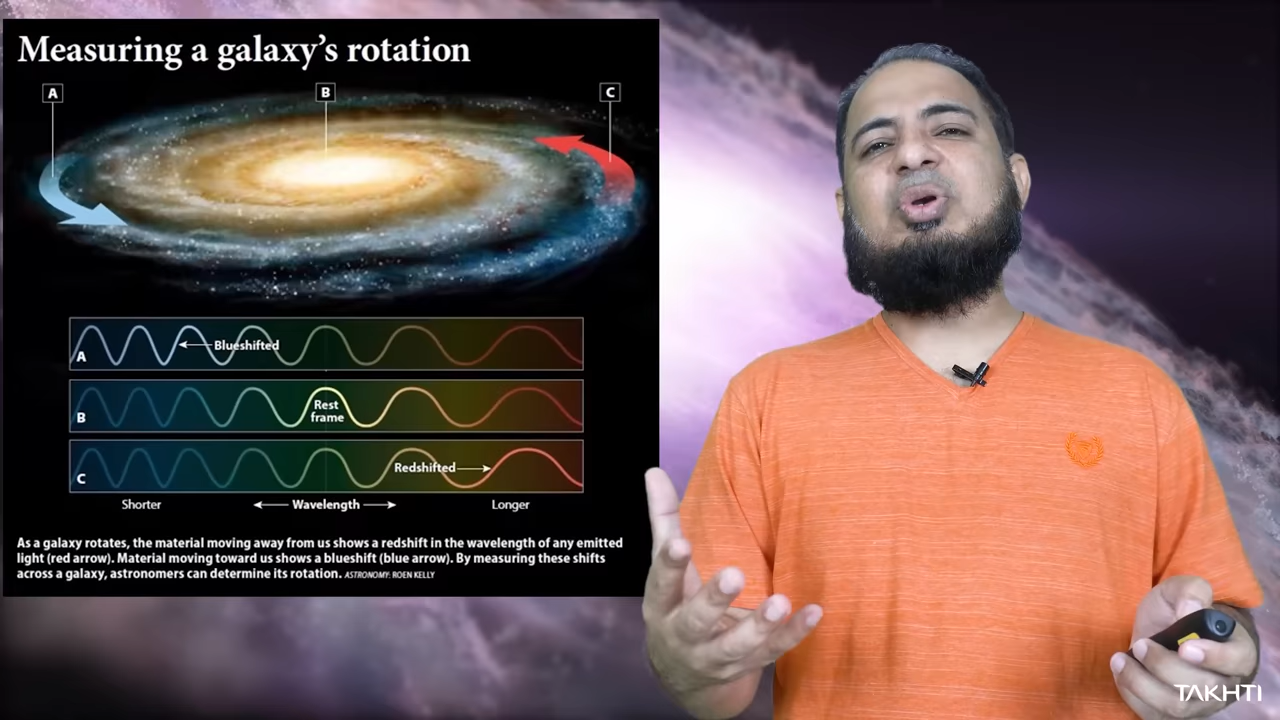 Measuring a galaxy's rotation
A B C
A Blueshifted
B Rest
frame
C Redshifted
Shorter Wavelength Longer
As a galaxy rotates, the material moving away from us shows a redshift in the wavelength of any emitted
light (red arrow). Material moving toward us shows a blueshift (blue arrow). By measuring these shifts
across a galaxy, astronomers can determine its rotation. ASTRONOMY: ROEN KELLY
TAKHTI